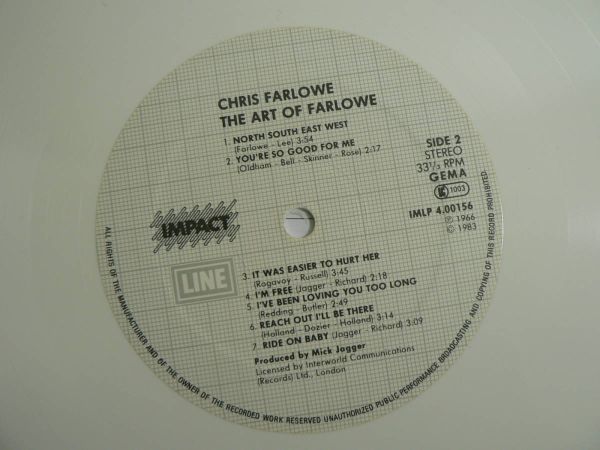 CHRIS FARLOWE
THE ART OF FARLOWE
1. NORTH SOUTH EAST WEST
(Farlowe - Lee) 3:54
2. YOU'RE SO GOOD FOR ME
(Oldham - Bell - Skinner - Rose) 2:17
SIDE 2
STEREO
33⅓ RPM
GEMA
LC 1003
IMLP 4.00156
℗ 1966
© 1983
IMPACT
LINE
3. IT WAS EASIER TO HURT HER
(Rogavoy - Russell) 3:45
4. I'M FREE (Jagger - Richard) 2:18
5. I'VE BEEN LOVING YOU TOO LONG
(Redding - Butler) 2:49
6. REACH OUT I'LL BE THERE
(Holland - Dozier - Holland) 3:14
7. RIDE ON BABY (Jagger - Richard) 3:09
Produced by Mick Jagger
Licensed by Interworld Communications
(Records) Ltd., London
ALL RIGHTS OF THE MANUFACTURER AND OF THE OWNER OF THE RECORDED WORK RESERVED UNAUTHORIZED PUBLIC PERFORMANCE BROADCASTING AND COPYING OF THIS RECORD PROHIBITED.